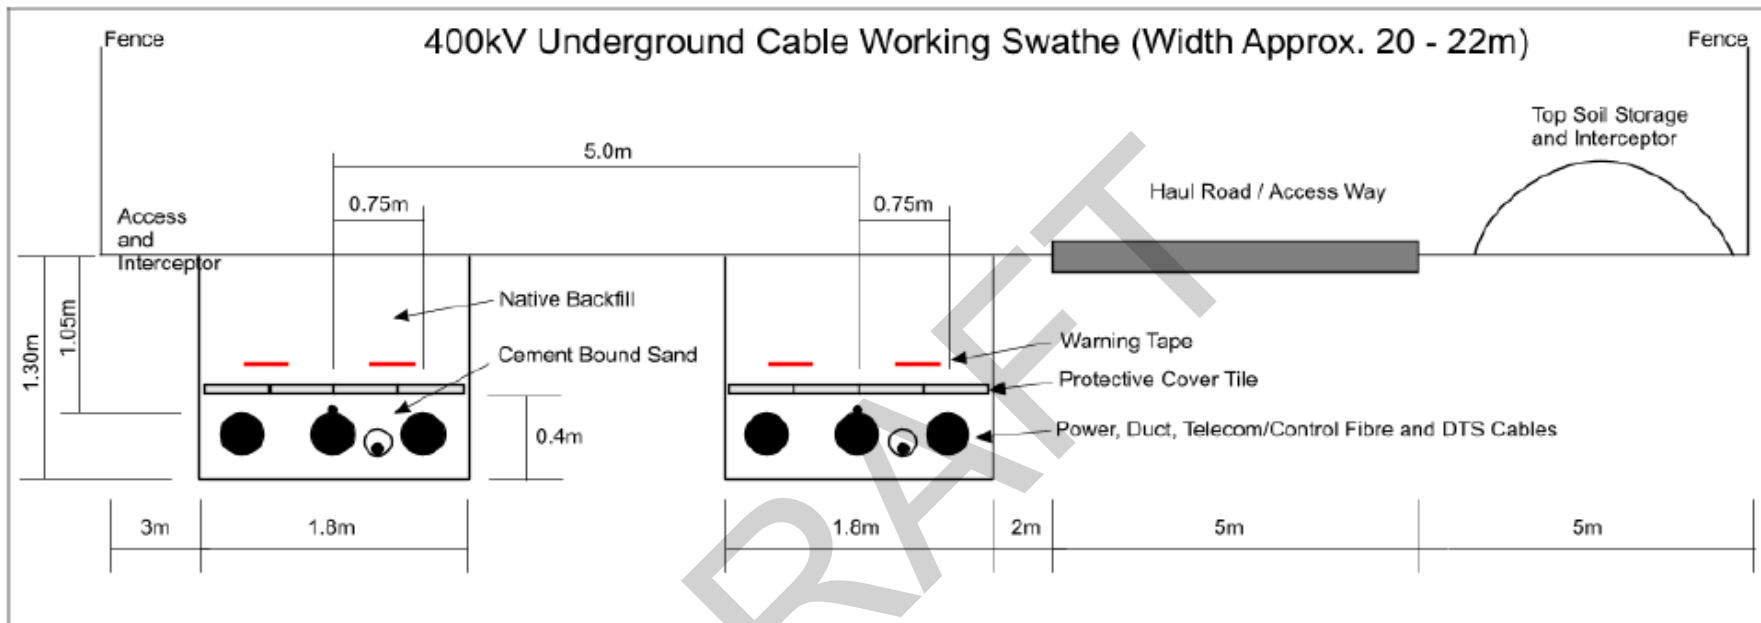 Fence
400kV Underground Cable Working Swathe (Width Approx. 20 - 22m)
Fence
Top Soil Storage
and Interceptor
5.0m
Haul Road / Access Way
0.75m
0.75m
Access
and
Interceptor
Native Backfill
1.05m
1.30m
Warning Tape
Cement Bound Sand
Protective Cover Tile
0.4m
Power, Duct, Telecom/Control Fibre and DTS Cables
3m
1.8m
1.8m
2m
5m
5m
RAFT